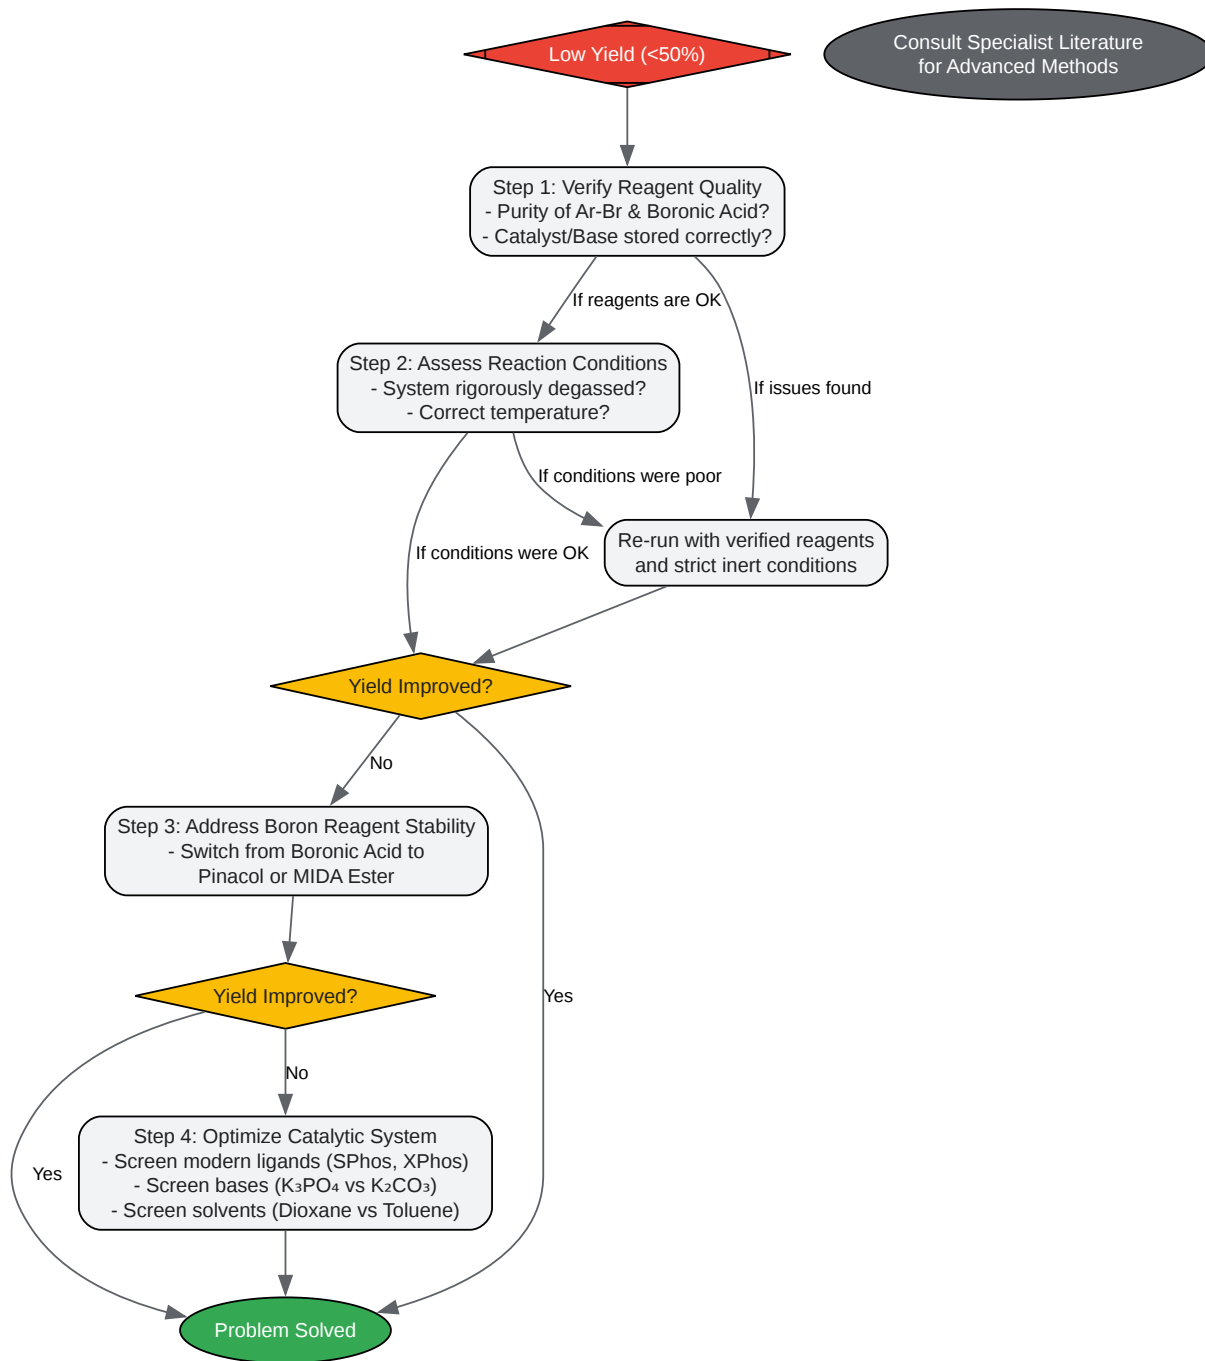 Low Yield (<50%)
Consult Specialist Literature
for Advanced Methods
Step 1: Verify Reagent Quality
- Purity of Ar-Br & Boronic Acid?
- Catalyst/Base stored correctly?
If reagents are OK
Step 2: Assess Reaction Conditions
- System rigorously degassed?
- Correct temperature?
If issues found
If conditions were poor
Re-run with verified reagents
and strict inert conditions
If conditions were OK
Yield Improved?
No
Step 3: Address Boron Reagent Stability
- Switch from Boronic Acid to
Pinacol or MIDA Ester
Yield Improved?
Yes
No
Step 4: Optimize Catalytic System
- Screen modern ligands (SPhos, XPhos)
- Screen bases (K₃PO₄ vs K₂CO₃)
- Screen solvents (Dioxane vs Toluene)
Yes
Problem Solved